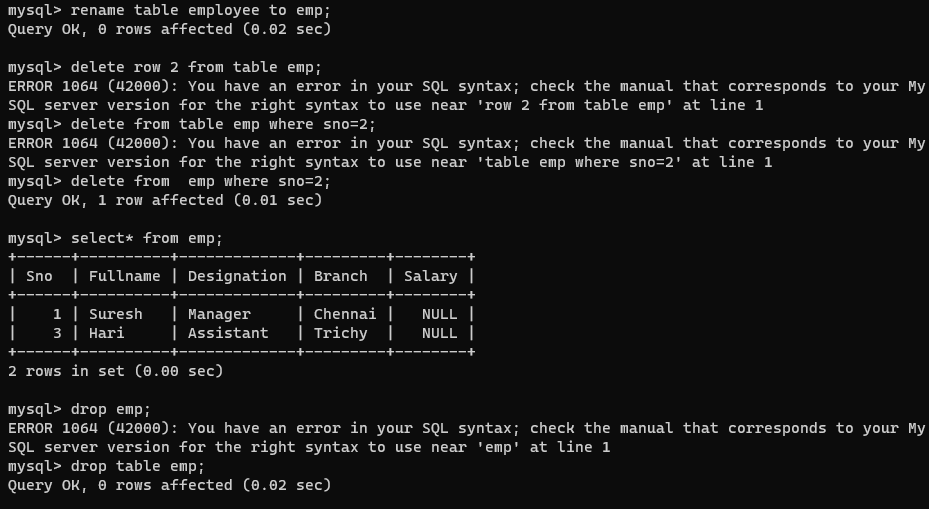 mysql> rename table employee to emp;
Query OK, 0 rows affected (0.02 sec)

mysql> delete row 2 from table emp;
ERROR 1064 (42000): You have an error in your SQL syntax; check the manual that corresponds to your My
SQL server version for the right syntax to use near 'row 2 from table emp' at line 1
mysql> delete from table emp where sno=2;
ERROR 1064 (42000): You have an error in your SQL syntax; check the manual that corresponds to your My
SQL server version for the right syntax to use near 'table emp where sno=2' at line 1
mysql> delete from  emp where sno=2;
Query OK, 1 row affected (0.01 sec)

mysql> select* from emp;
+------+----------+-------------+---------+--------+
| Sno  | Fullname | Designation | Branch  | Salary |
+------+----------+-------------+---------+--------+
|    1 | Suresh   | Manager     | Chennai |   NULL |
|    3 | Hari     | Assistant   | Trichy  |   NULL |
+------+----------+-------------+---------+--------+
2 rows in set (0.00 sec)

mysql> drop emp;
ERROR 1064 (42000): You have an error in your SQL syntax; check the manual that corresponds to your My
SQL server version for the right syntax to use near 'emp' at line 1
mysql> drop table emp;
Query OK, 0 rows affected (0.02 sec)